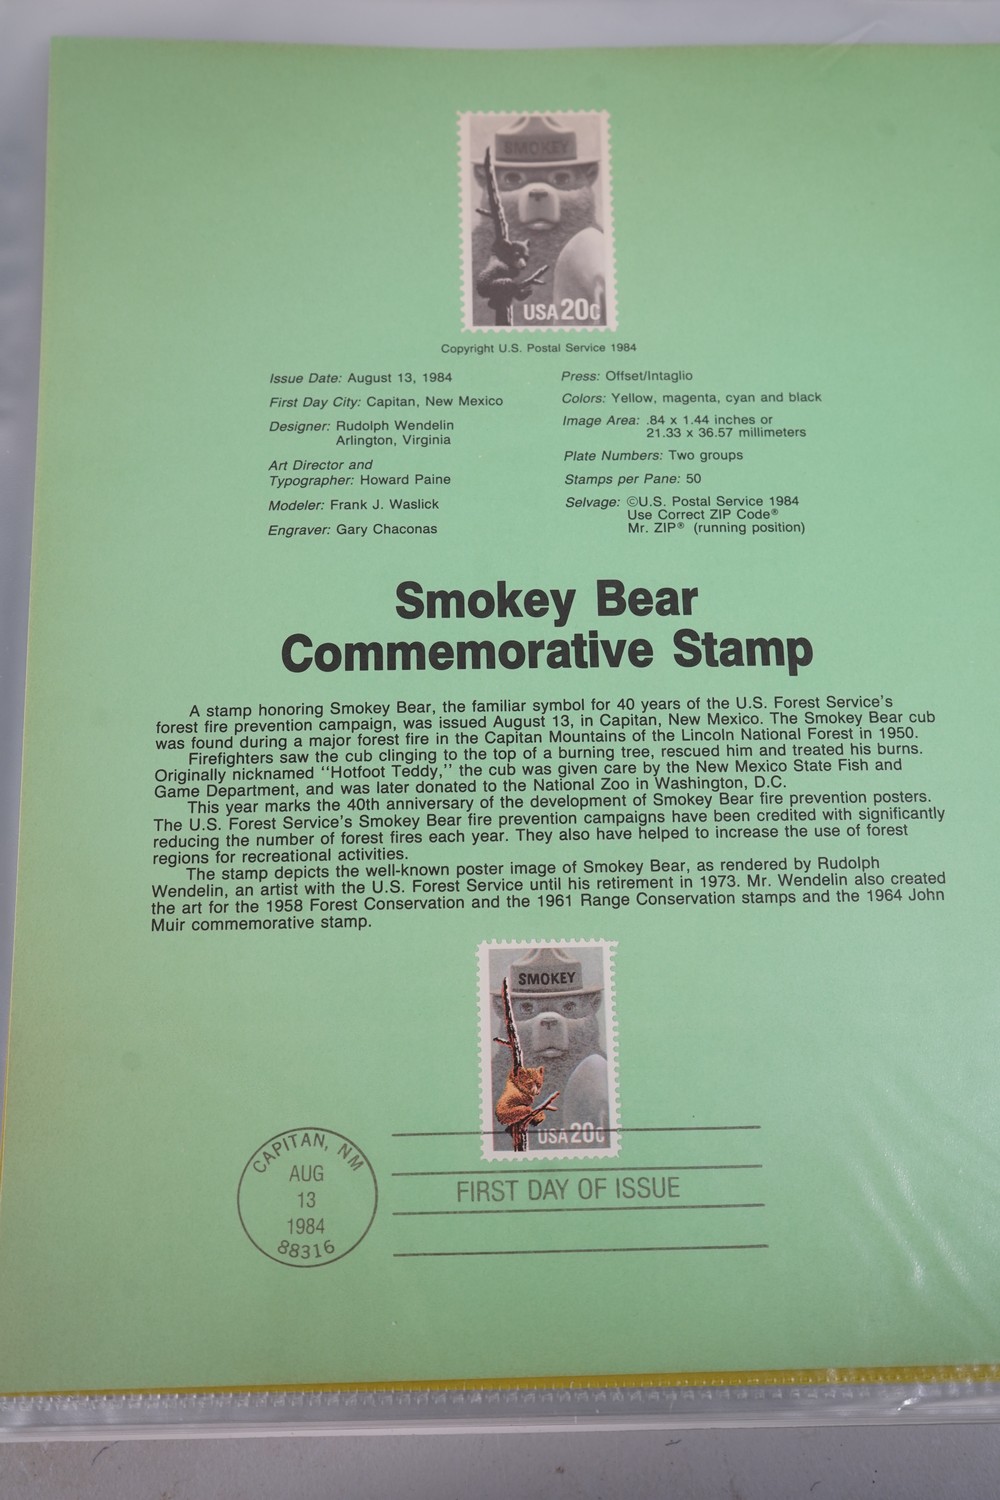 SMOKEY
USA 20c
Copyright U.S. Postal Service 1984
Issue Date: August 13, 1984
First Day City: Capitan, New Mexico
Designer: Rudolph Wendelin
Arlington, Virginia
Art Director and
Typographer: Howard Paine
Modeler: Frank J. Waslick
Engraver: Gary Chaconas
Press: Offset/Intaglio
Colors: Yellow, magenta, cyan and black
Image Area: .84 x 1.44 inches or
21.33 x 36.57 millimeters
Plate Numbers: Two groups
Stamps per Pane: 50
Selvage: ©U.S. Postal Service 1984
Use Correct ZIP Code®
Mr. ZIP® (running position)
Smokey Bear
Commemorative Stamp
A stamp honoring Smokey Bear, the familiar symbol for 40 years of the U.S. Forest Service's
forest fire prevention campaign, was issued August 13, in Capitan, New Mexico. The Smokey Bear cub
was found during a major forest fire in the Capitan Mountains of the Lincoln National Forest in 1950.
Firefighters saw the cub clinging to the top of a burning tree, rescued him and treated his burns.
Originally nicknamed "Hotfoot Teddy," the cub was given care by the New Mexico State Fish and
Game Department, and was later donated to the National Zoo in Washington, D.C.
This year marks the 40th anniversary of the development of Smokey Bear fire prevention posters.
The U.S. Forest Service's Smokey Bear fire prevention campaigns have been credited with significantly
reducing the number of forest fires each year. They also have helped to increase the use of forest
regions for recreational activities.
The stamp depicts the well-known poster image of Smokey Bear, as rendered by Rudolph
Wendelin, an artist with the U.S. Forest Service until his retirement in 1973. Mr. Wendelin also created
the art for the 1958 Forest Conservation and the 1961 Range Conservation stamps and the 1964 John
Muir commemorative stamp.
SMOKEY
USA 20c
CAPITAN, NM
AUG
13
1984
88316
FIRST DAY OF ISSUE